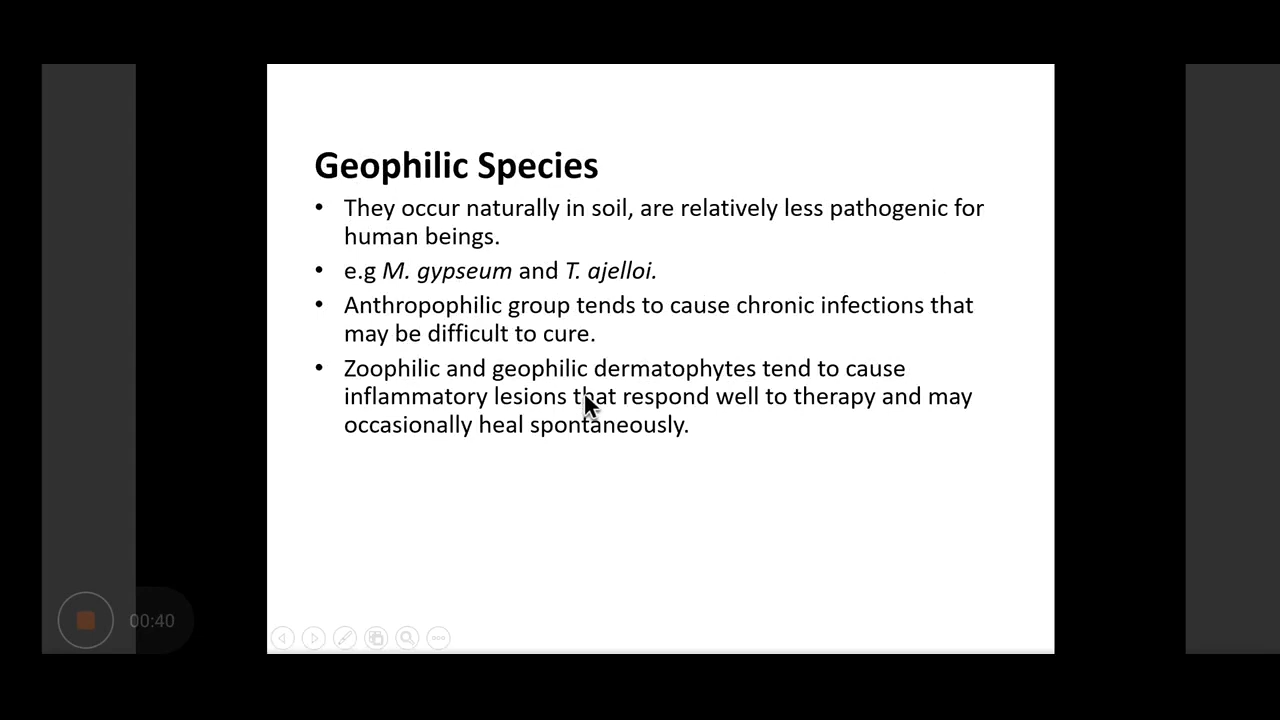 Geophilic Species
• They occur naturally in soil, are relatively less pathogenic for
human beings.
• e.g M. gypseum and T. ajelloi.
• Anthropophilic group tends to cause chronic infections that
may be difficult to cure.
• Zoophilic and geophilic dermatophytes tend to cause
inflammatory lesions that respond well to therapy and may
occasionally heal spontaneously.
00:40